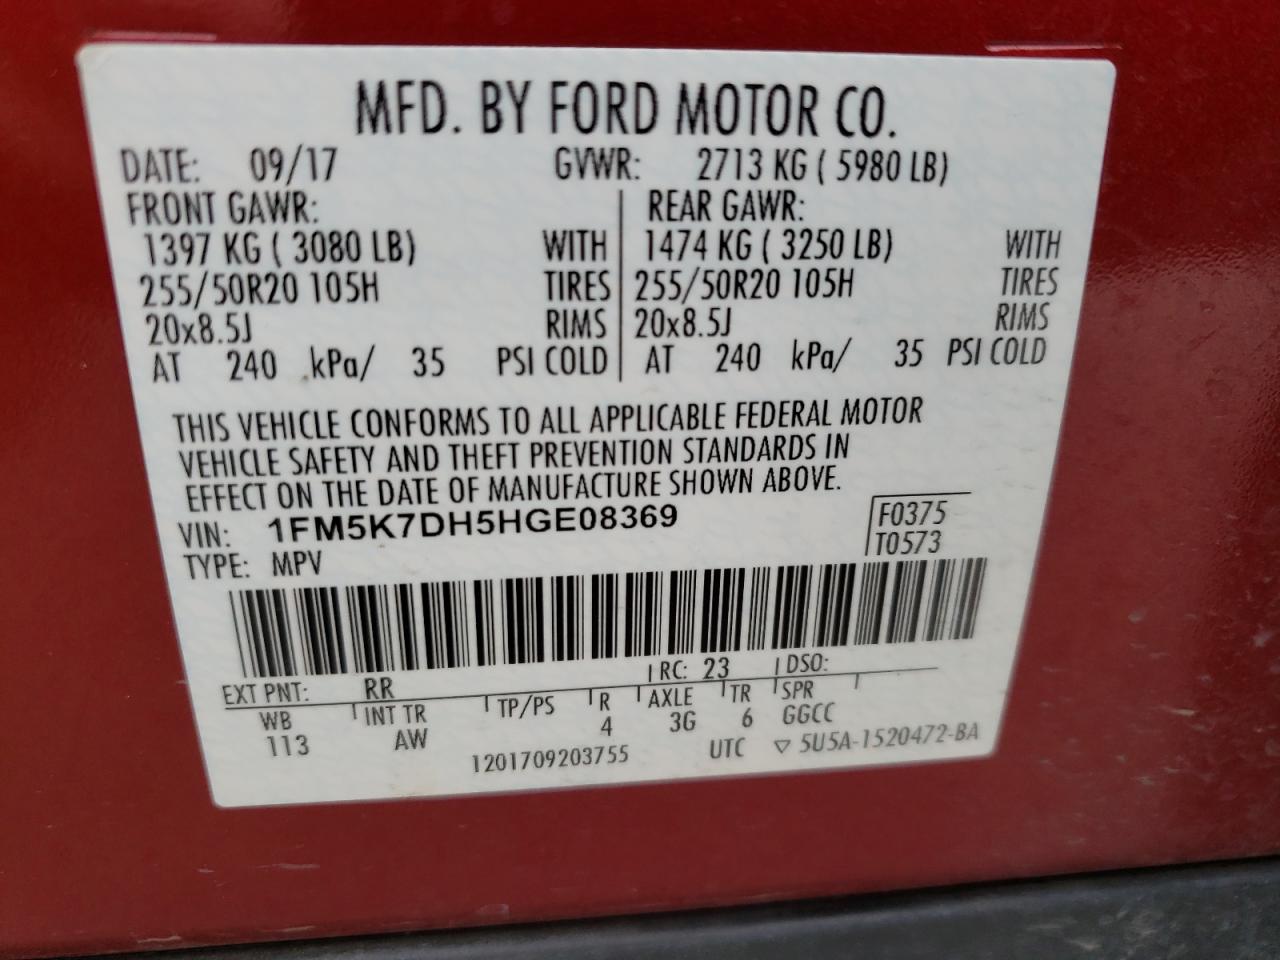 MFD. BY FORD MOTOR CO.
DATE: 09/17 GVWR: 2713 KG ( 5980 LB)
FRONT GAWR: REAR GAWR:
1397 KG ( 3080 LB) WITH 1474 KG ( 3250 LB) WITH
255/50R20 105H TIRES 255/50R20 105H TIRES
20x8.5J RIMS 20x8.5J RIMS
AT 240 kPa/ 35 PSI COLD AT 240 kPa/ 35 PSI COLD
THIS VEHICLE CONFORMS TO ALL APPLICABLE FEDERAL MOTOR
VEHICLE SAFETY AND THEFT PREVENTION STANDARDS IN
EFFECT ON THE DATE OF MANUFACTURE SHOWN ABOVE.
VIN: 1FM5K7DH5HGE08369 F0375
TYPE: MPV T0573
EXT PNT: RR RC: 23 DSO:
WB INT TR TP/PS R AXLE TR SPR
113 AW 4 3G 6 GGCC
1201709203755 UTC ▽ 5U5A-1520472-BA